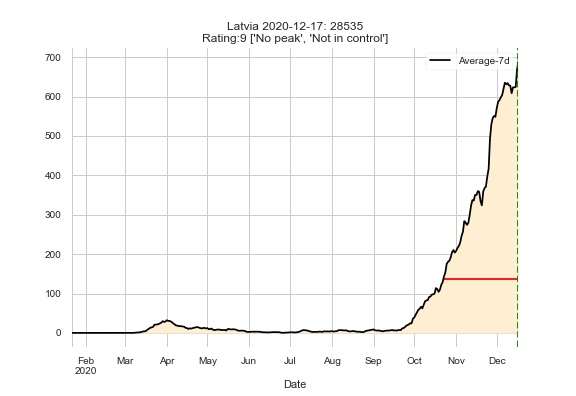 Latvia 2020-12-17: 28535
Rating:9 ['No peak', 'Not in control']
Average-7d
700
600
500
400
300
200
100
0
Feb Mar Apr May Jun Jul Aug Sep Oct Nov Dec
2020
Date